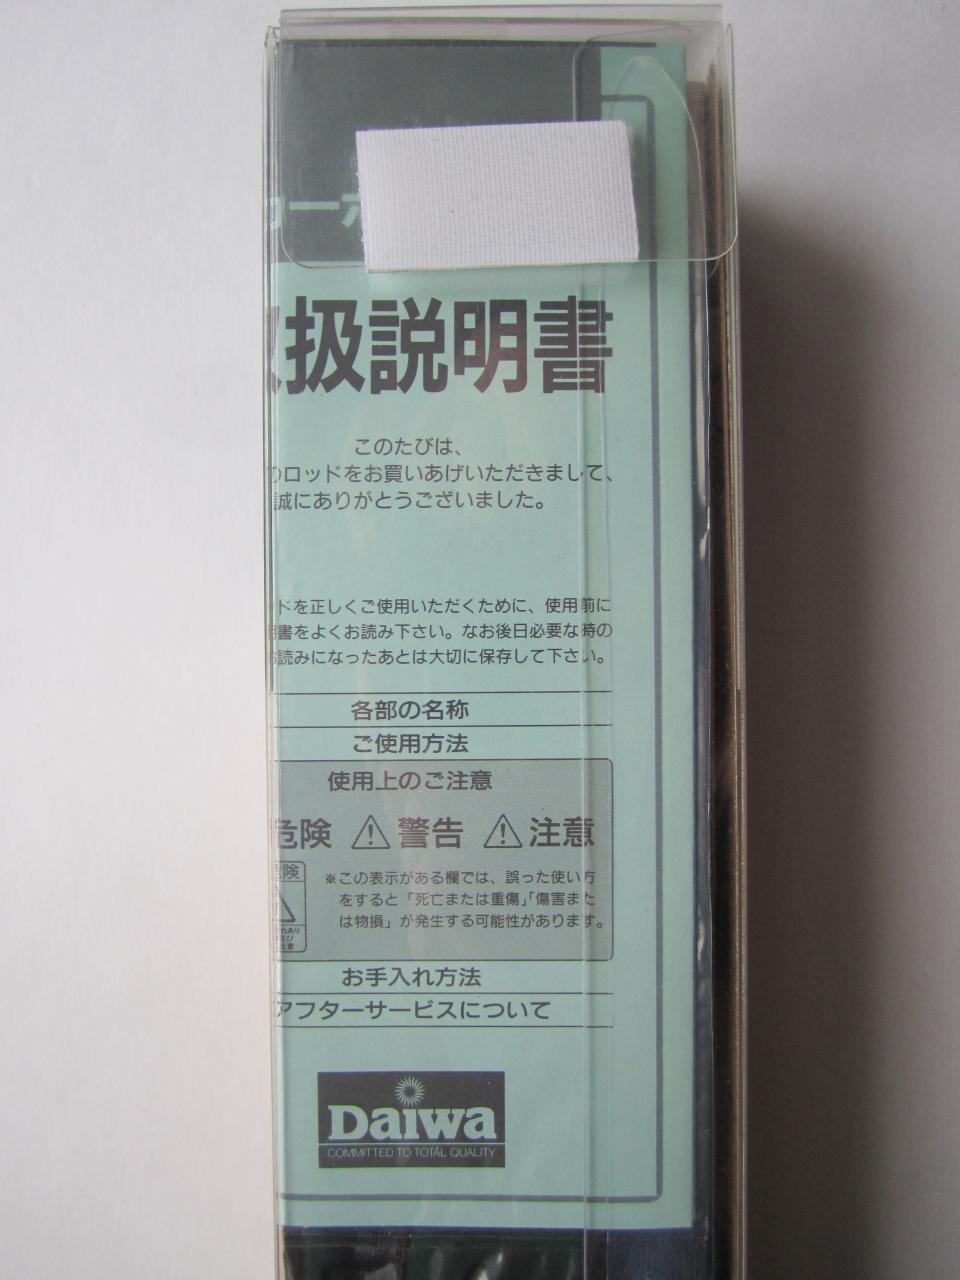 扱説明書
このたびは、
のロッドをお買いあげいただきまして、
誠にありがとうございました。
ドを正しくご使用いただくために、使用前に
明書をよくお読み下さい。なお後日必要な時の
お読みになったあとは大切に保存して下さい。
各部の名称
ご使用方法
使用上のご注意
危険 ⚠警告 ⚠注意
険
※この表示がある欄では、誤った使い方
をすると「死亡または重傷」「傷害また
は物損」が発生する可能性があります。
お手入れ方法
アフターサービスについて
Daiwa
COMMITTED TO TOTAL QUALITY